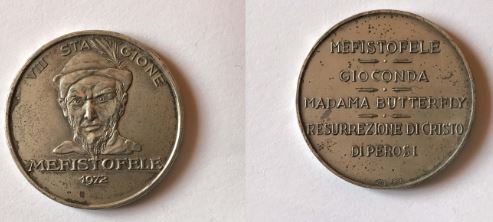 VII STAGIONE
MEFISTOFELE
1972
MEFISTOFELE
GIOCONDA
MADAMA BUTTERFLY
RESURREZIONE DI CRISTO
DI PEROSI